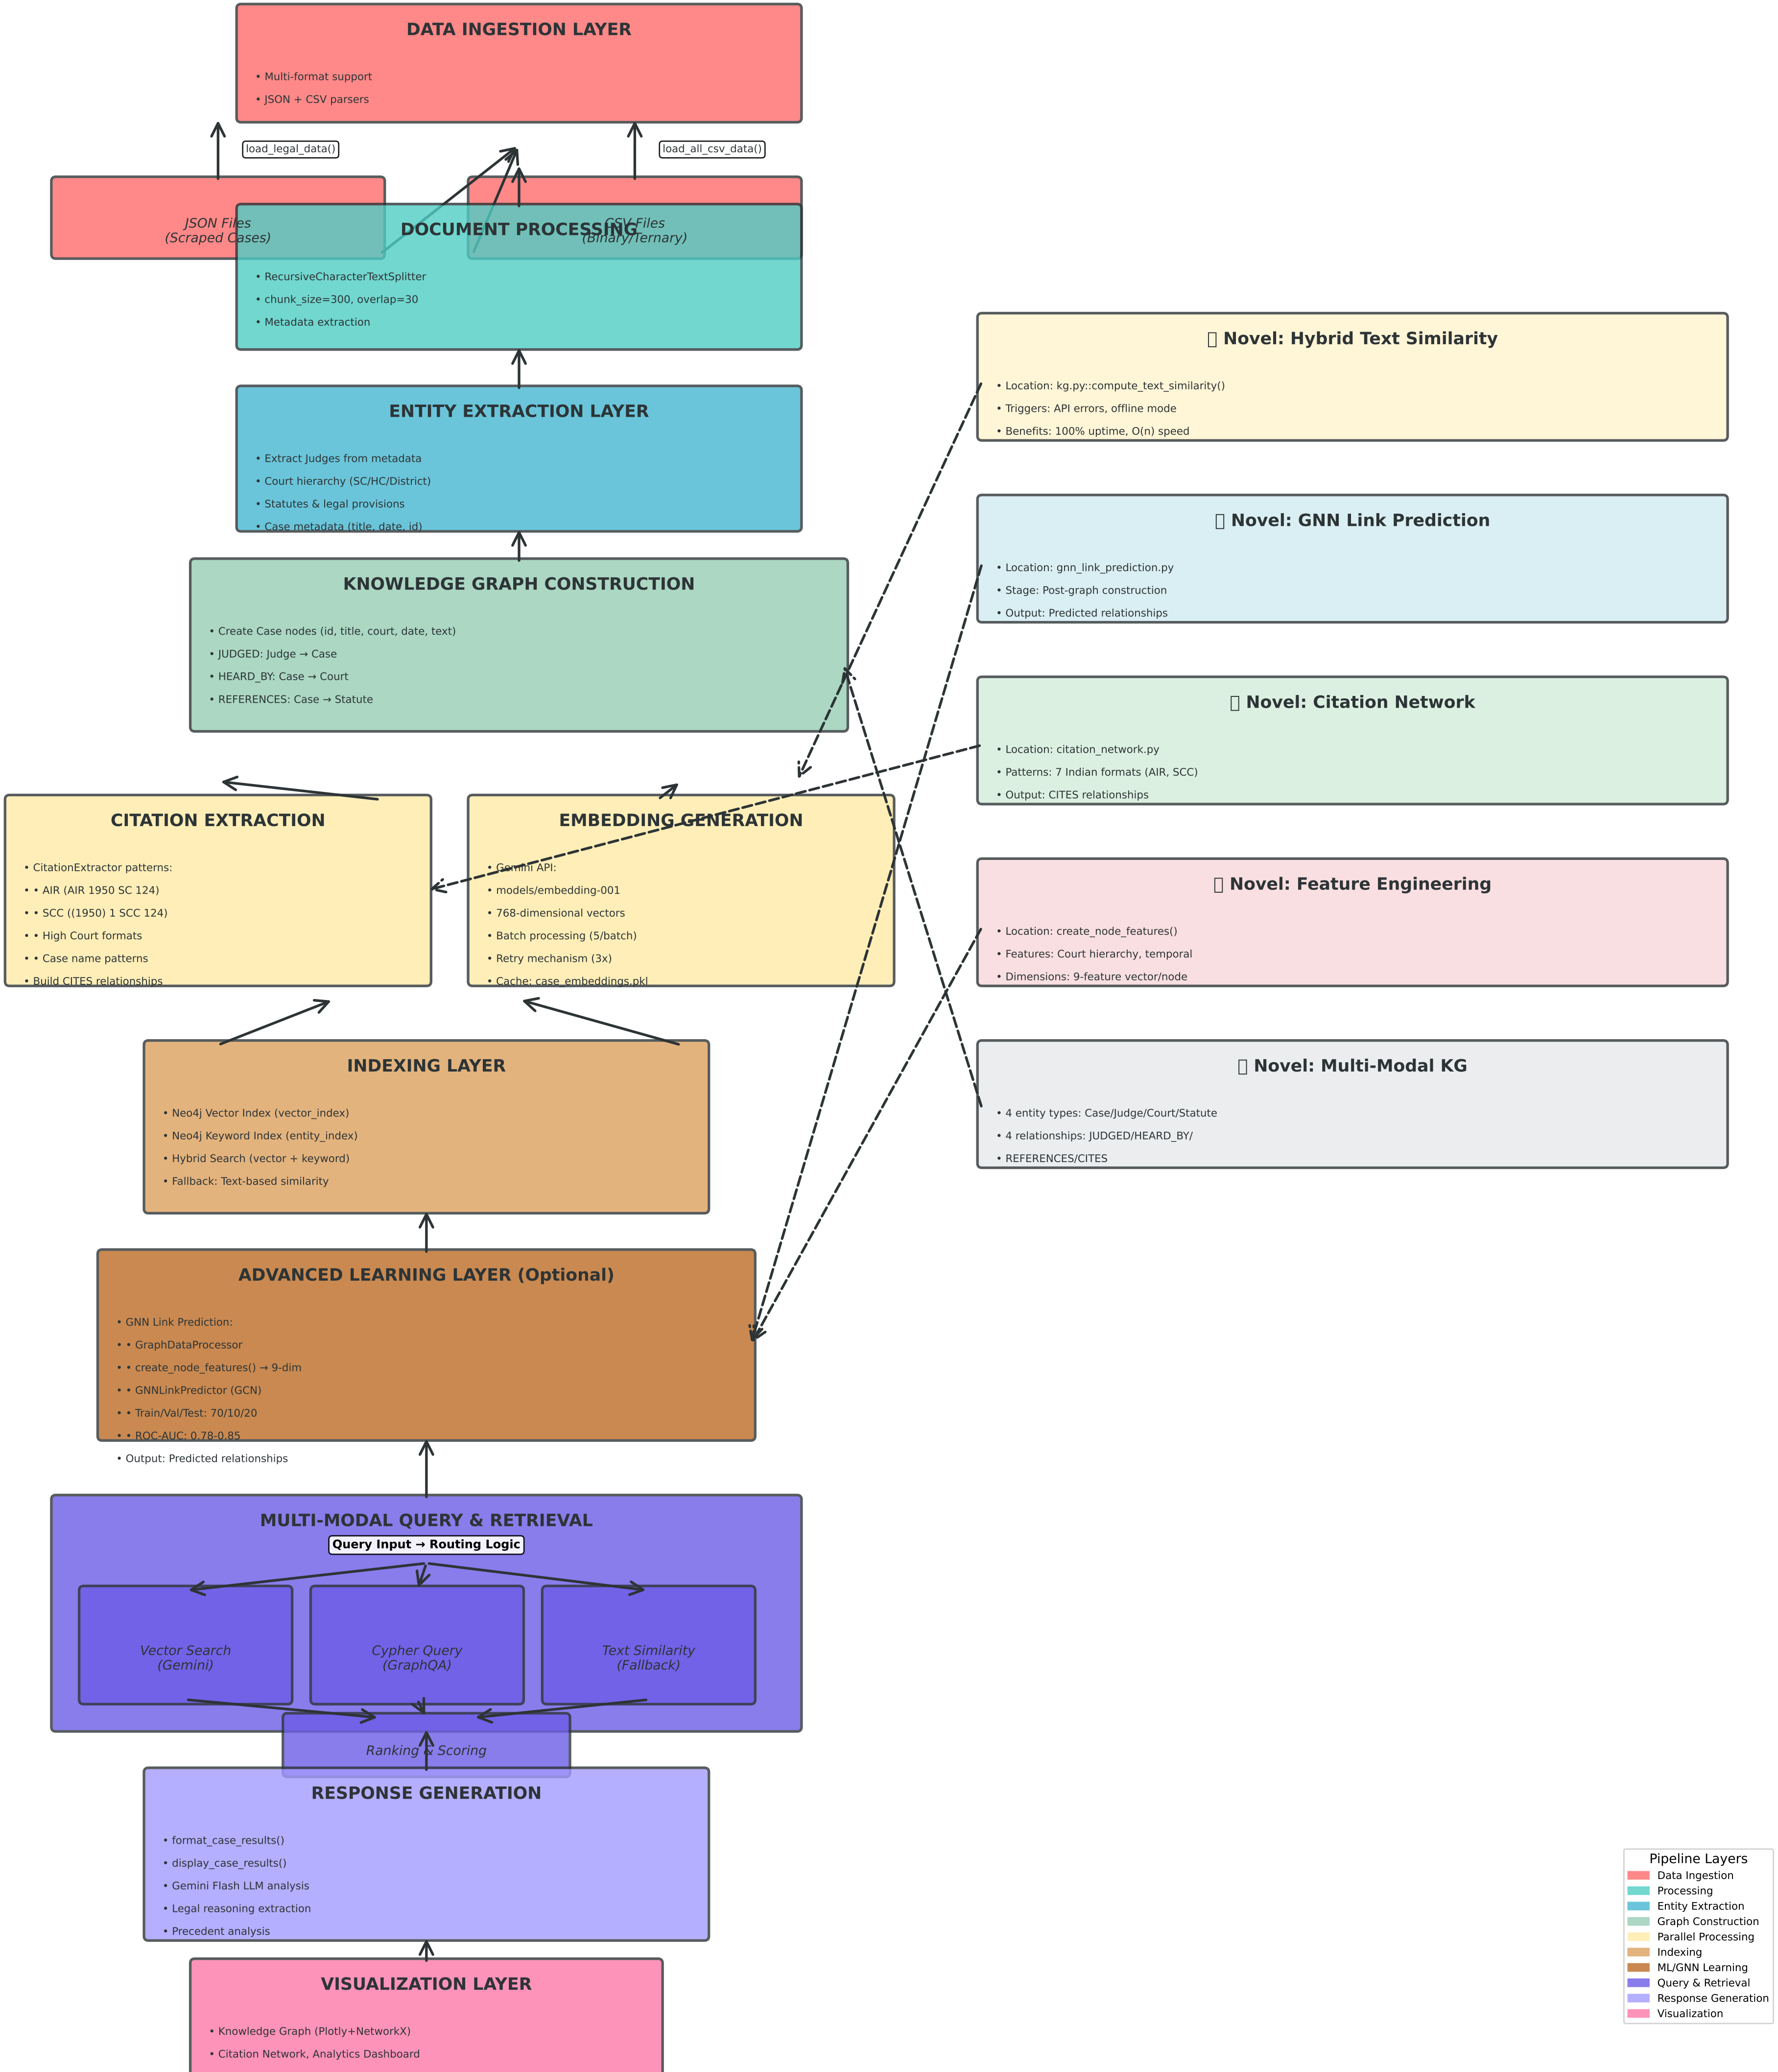 DATA INGESTION LAYER
• Multi-format support
• JSON + CSV parsers
load_legal_data()
load_all_csv_data()
JSON Files
(Scraped Cases)
CSV Files
(Binary/Ternary)
DOCUMENT PROCESSING
• RecursiveCharacterTextSplitter
• chunk_size=300, overlap=30
• Metadata extraction
ENTITY EXTRACTION LAYER
• Extract Judges from metadata
• Court hierarchy (SC/HC/District)
• Statutes & legal provisions
• Case metadata (title, date, id)
KNOWLEDGE GRAPH CONSTRUCTION
• Create Case nodes (id, title, court, date, text)
• JUDGED: Judge → Case
• HEARD_BY: Case → Court
• REFERENCES: Case → Statute
CITATION EXTRACTION
• CitationExtractor patterns:
• • AIR (AIR 1950 SC 124)
• • SCC ((1950) 1 SCC 124)
• • High Court formats
• • Case name patterns
• Build CITES relationships
EMBEDDING GENERATION
• Gemini API:
• models/embedding-001
• 768-dimensional vectors
• Batch processing (5/batch)
• Retry mechanism (3x)
• Cache: case_embeddings.pkl
INDEXING LAYER
• Neo4j Vector Index (vector_index)
• Neo4j Keyword Index (entity_index)
• Hybrid Search (vector + keyword)
• Fallback: Text-based similarity
ADVANCED LEARNING LAYER (Optional)
• GNN Link Prediction:
• • GraphDataProcessor
• • create_node_features() → 9-dim
• • GNNLinkPredictor (GCN)
• • Train/Val/Test: 70/10/20
• • ROC-AUC: 0.78-0.85
• Output: Predicted relationships
MULTI-MODAL QUERY & RETRIEVAL
Query Input → Routing Logic
Vector Search
(Gemini)
Cypher Query
(GraphQA)
Text Similarity
(Fallback)
Ranking & Scoring
RESPONSE GENERATION
• format_case_results()
• display_case_results()
• Gemini Flash LLM analysis
• Legal reasoning extraction
• Precedent analysis
VISUALIZATION LAYER
• Knowledge Graph (Plotly+NetworkX)
• Citation Network, Analytics Dashboard
Novel: Hybrid Text Similarity
• Location: kg.py::compute_text_similarity()
• Triggers: API errors, offline mode
• Benefits: 100% uptime, O(n) speed
Novel: GNN Link Prediction
• Location: gnn_link_prediction.py
• Stage: Post-graph construction
• Output: Predicted relationships
Novel: Citation Network
• Location: citation_network.py
• Patterns: 7 Indian formats (AIR, SCC)
• Output: CITES relationships
Novel: Feature Engineering
• Location: create_node_features()
• Features: Court hierarchy, temporal
• Dimensions: 9-feature vector/node
Novel: Multi-Modal KG
• 4 entity types: Case/Judge/Court/Statute
• 4 relationships: JUDGED/HEARD_BY/
• REFERENCES/CITES
Pipeline Layers
Data Ingestion
Processing
Entity Extraction
Graph Construction
Parallel Processing
Indexing
ML/GNN Learning
Query & Retrieval
Response Generation
Visualization